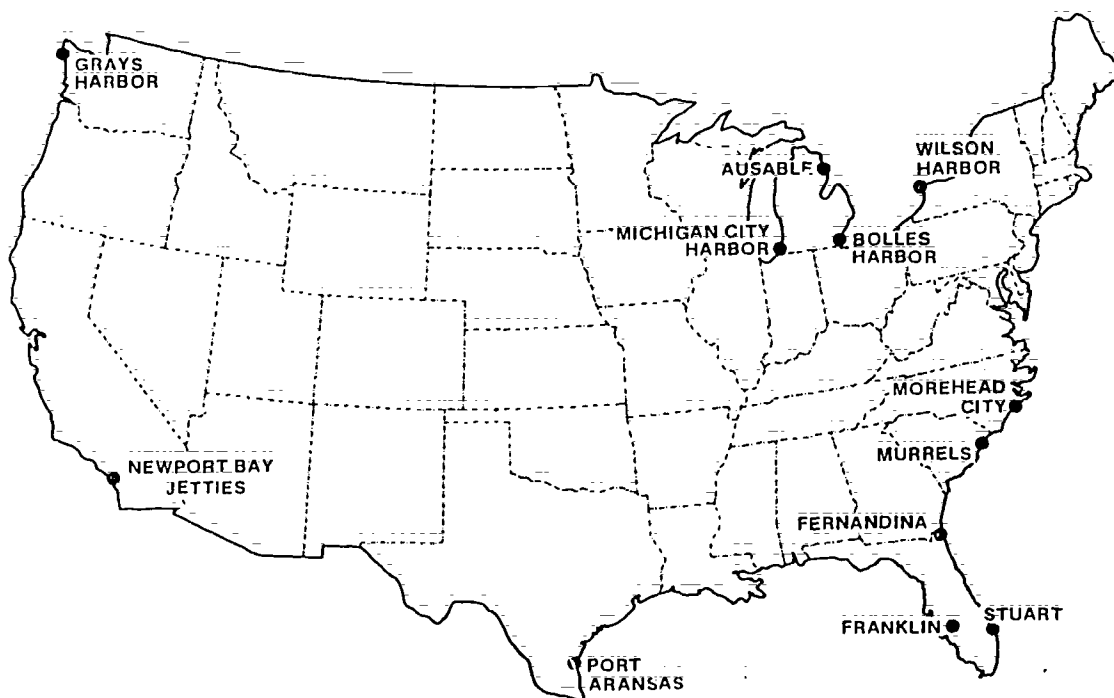 GRAYS
HARBOR
AUSABLE
WILSON
HARBOR
MICHIGAN CITY
HARBOR
BOLLES
HARBOR
MOREHEAD
CITY
MURRELS
NEWPORT BAY
JETTIES
FERNANDINA
FRANKLIN
STUART
PORT
ARANSAS